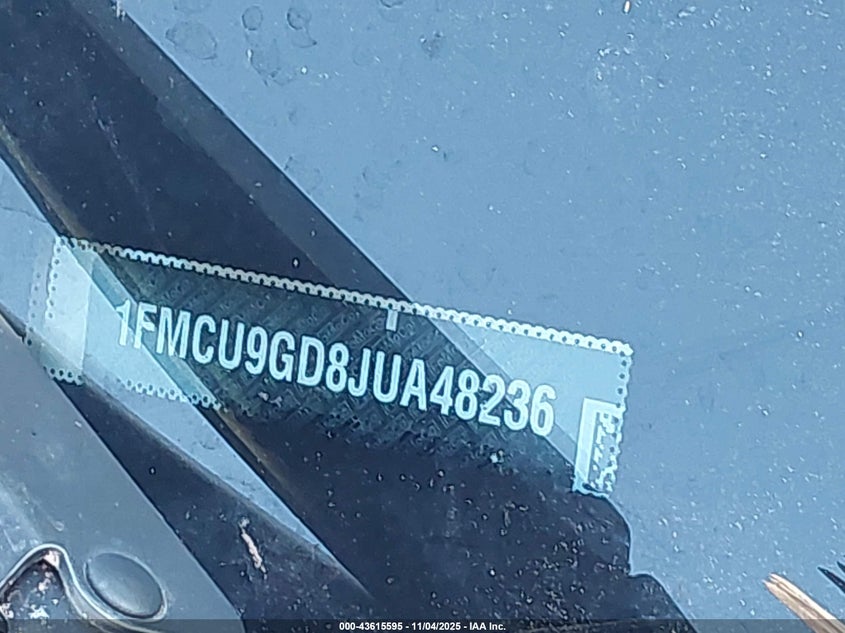 1FMCU9GD8JUA48236
000-43615595 - 11/04/2025 - IAA Inc.